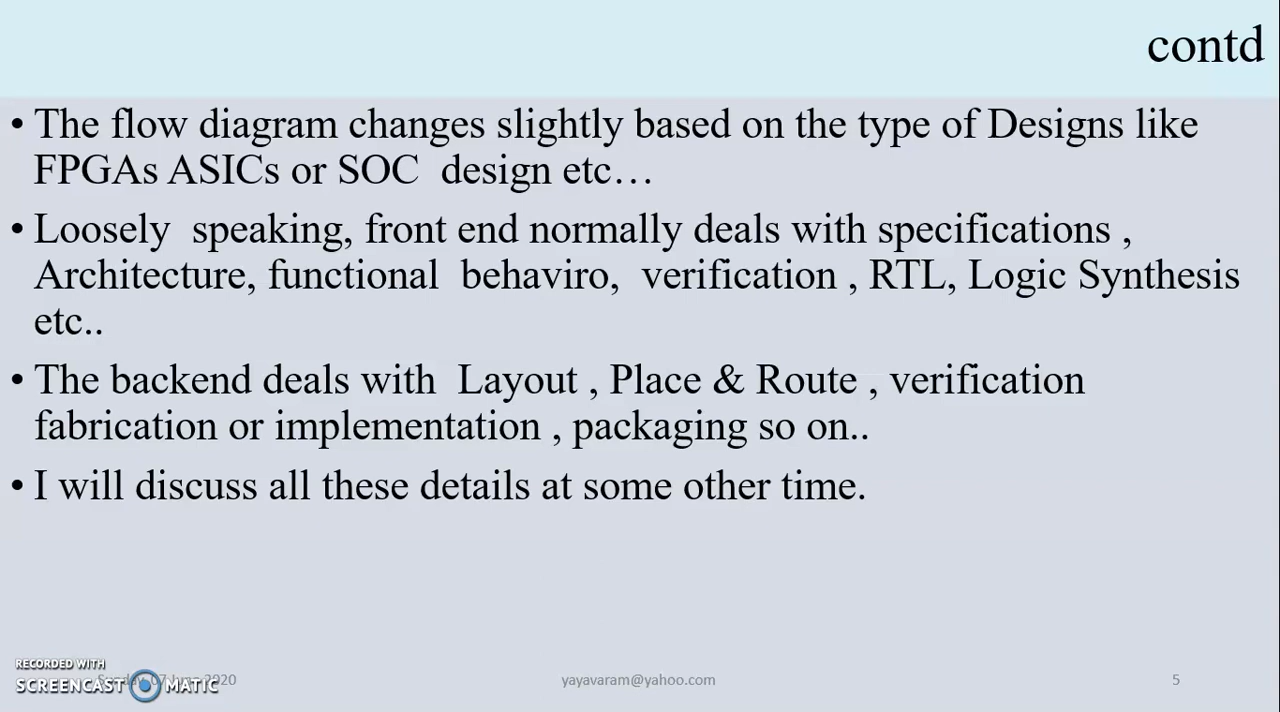 contd
• The flow diagram changes slightly based on the type of Designs like
FPGAs ASICs or SOC design etc…
• Loosely speaking, front end normally deals with specifications ,
Architecture, functional behaviro, verification , RTL, Logic Synthesis
etc..
• The backend deals with Layout , Place & Route , verification
fabrication or implementation , packaging so on..
• I will discuss all these details at some other time.
RECORDED WITH
SCREENCAST MATIC
2020
yayavaram@yahoo.com
5